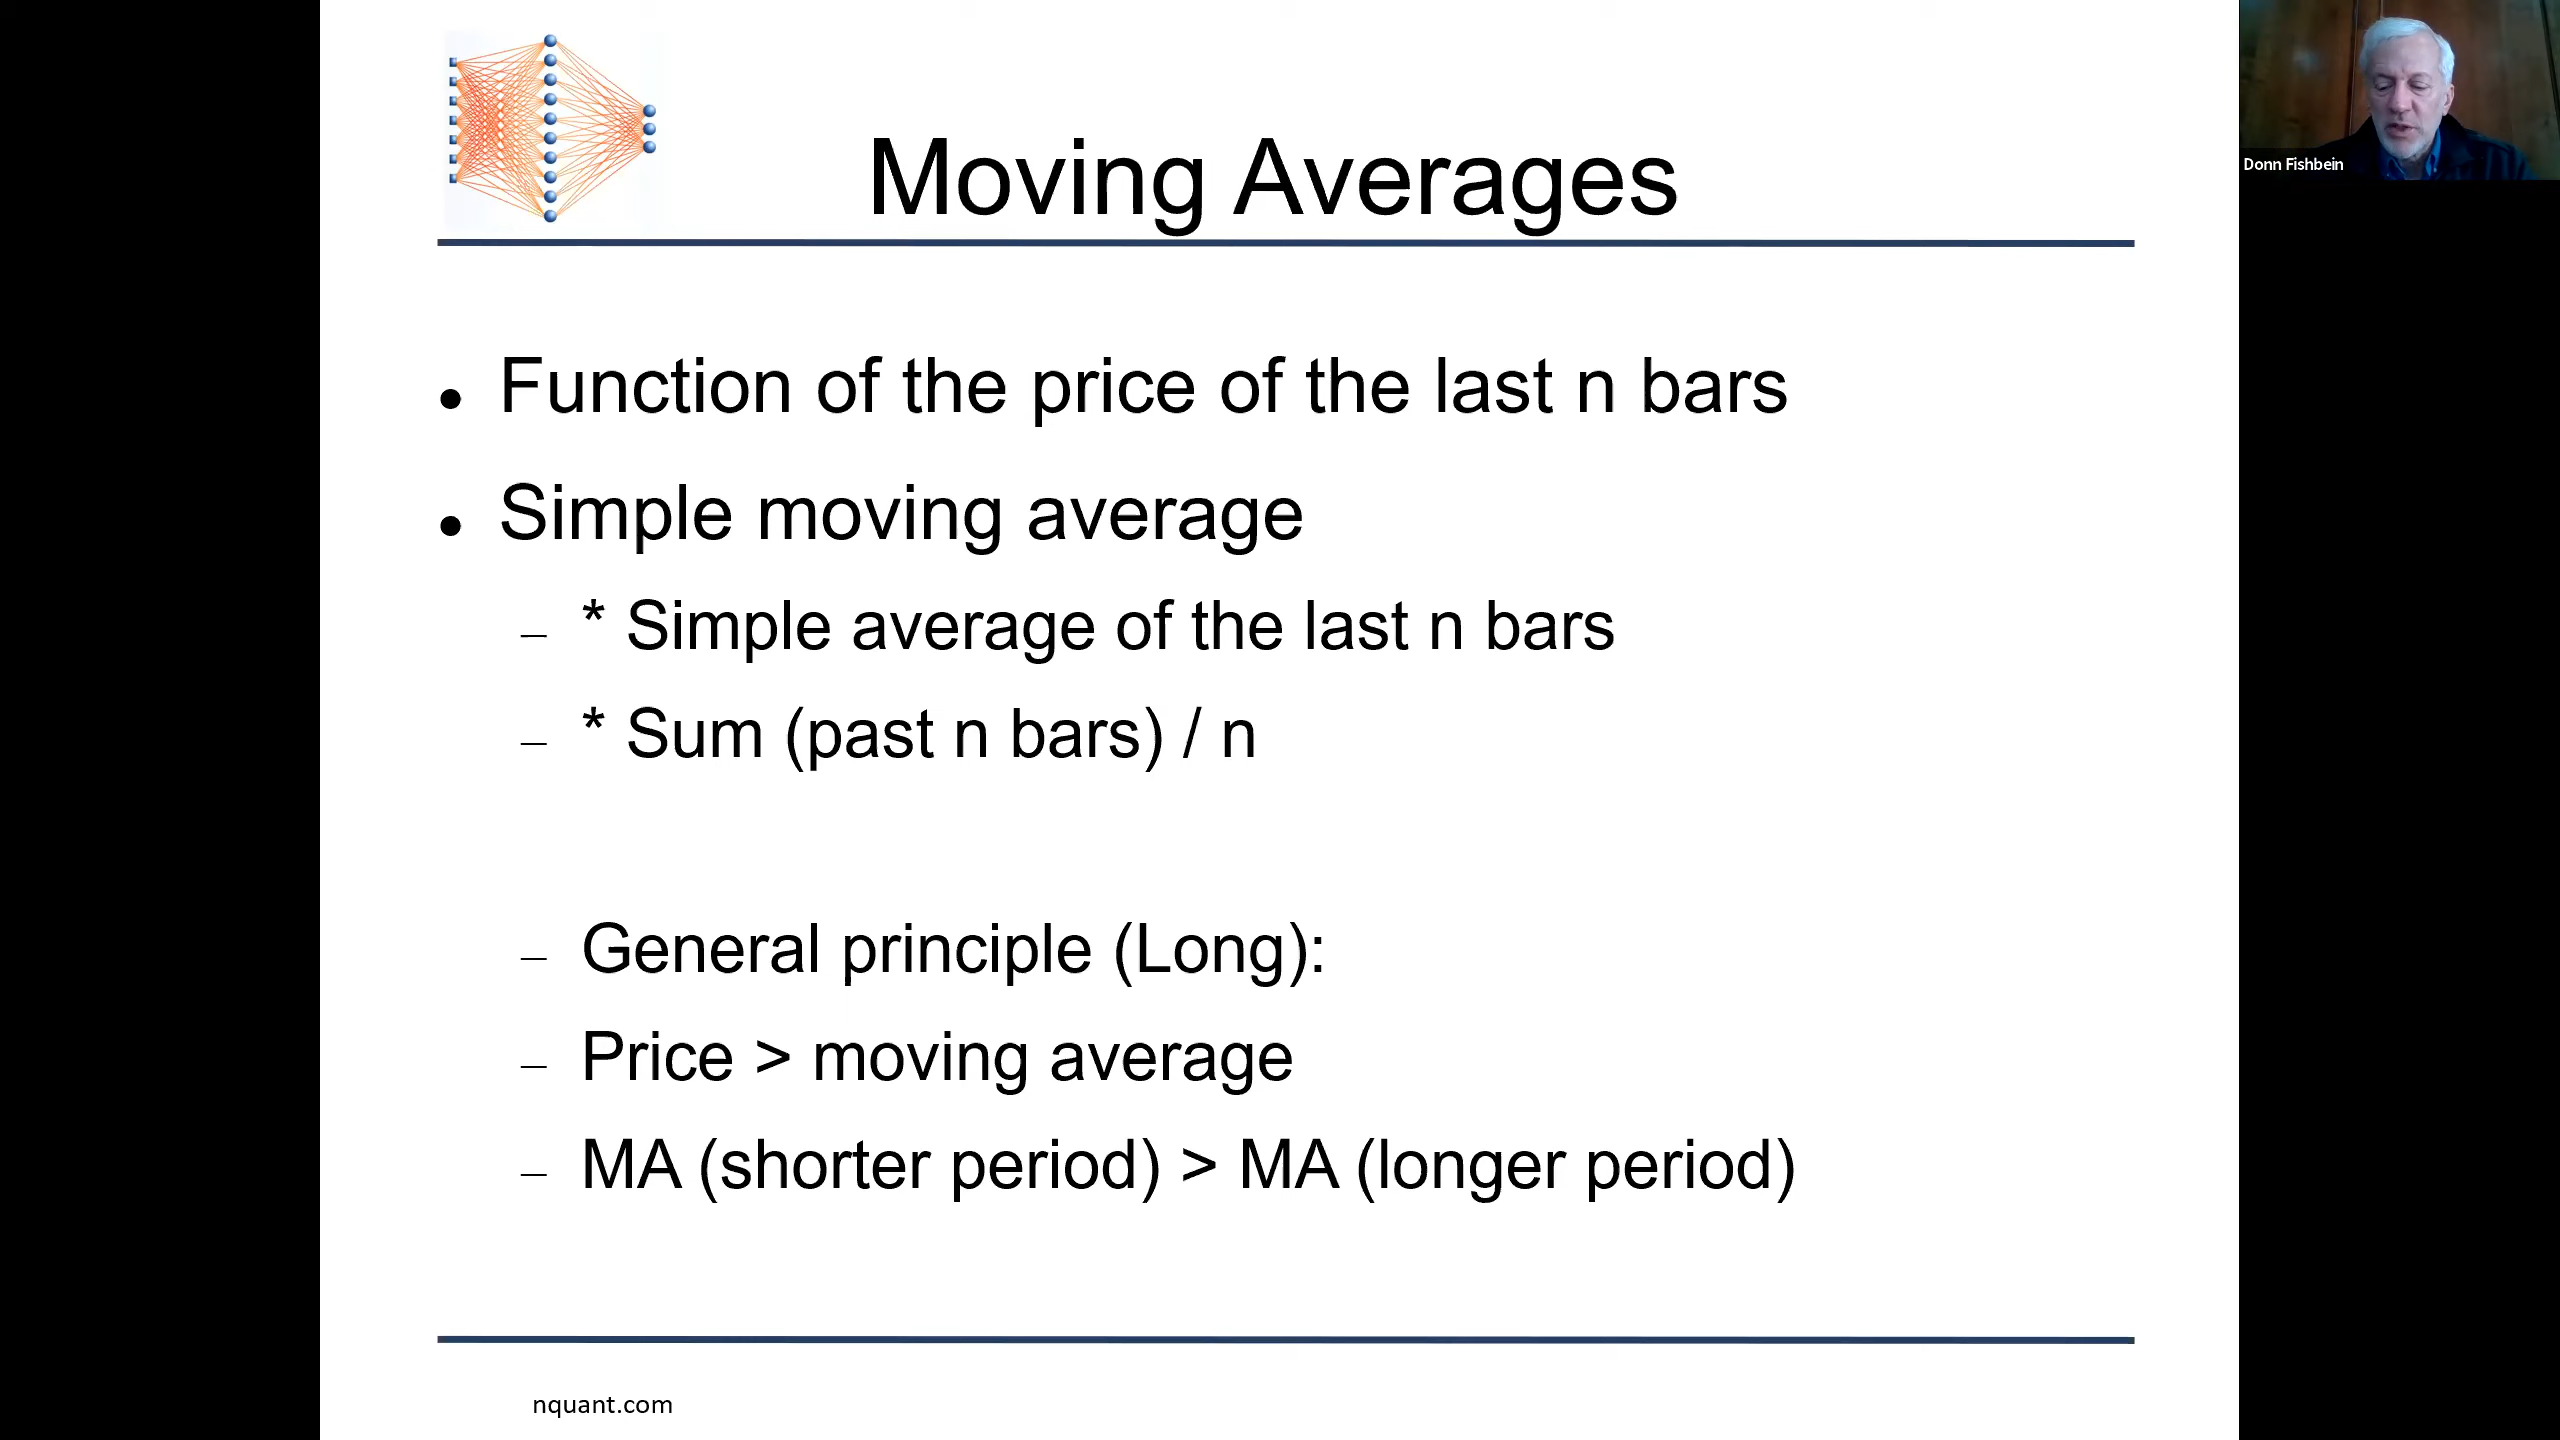 Moving Averages
Donn Fishbein
● Function of the price of the last n bars
● Simple moving average
– * Simple average of the last n bars
– * Sum (past n bars) / n
– General principle (Long):
– Price > moving average
– MA (shorter period) > MA (longer period)
nquant.com